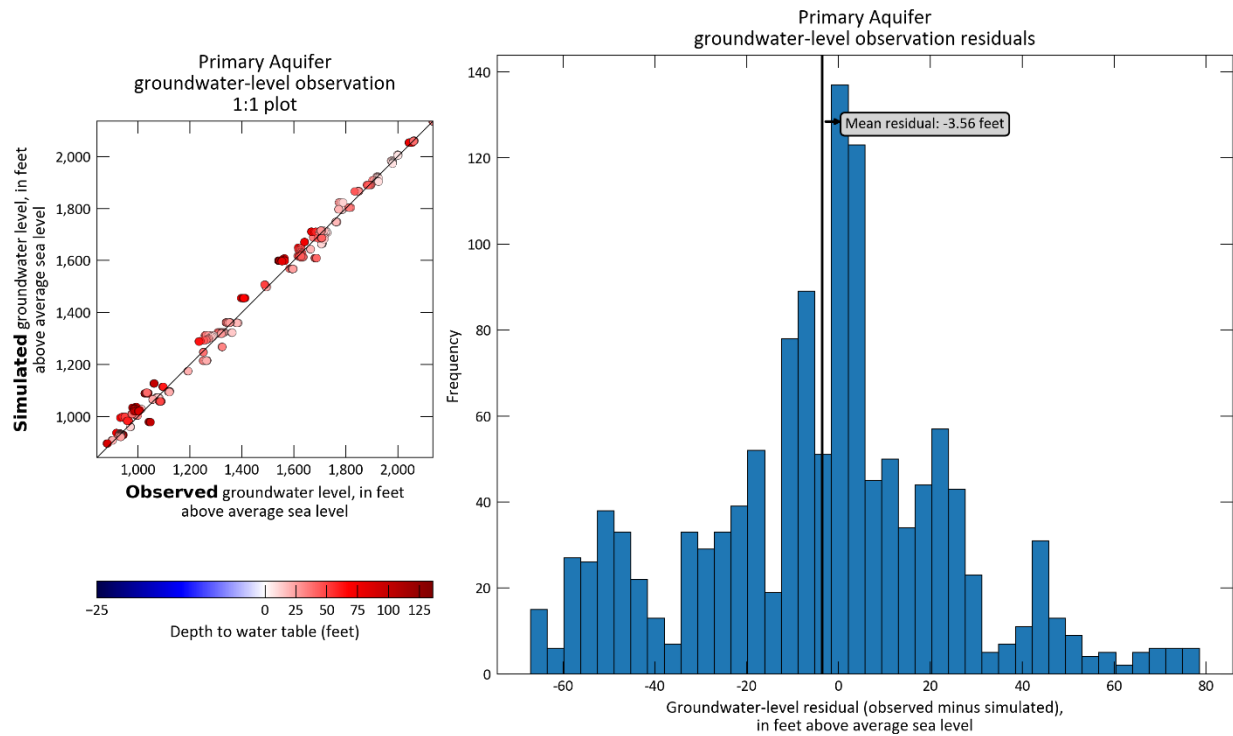 Primary Aquifer
groundwater-level observation
1:1 plot
2,000
1,800
1,600
1,400
1,200
1,000
Simulated groundwater level, in feet
above average sea level
1,000
1,200
1,400
1,600
1,800
2,000
Observed groundwater level, in feet
above average sea level
−25
0
25
50
75
100
125
Depth to water table (feet)
Primary Aquifer
groundwater-level observation residuals
140
120
100
80
60
40
20
0
Frequency
Mean residual: -3.56 feet
-60
-40
-20
0
20
40
60
80
Groundwater-level residual (observed minus simulated),
in feet above average sea level